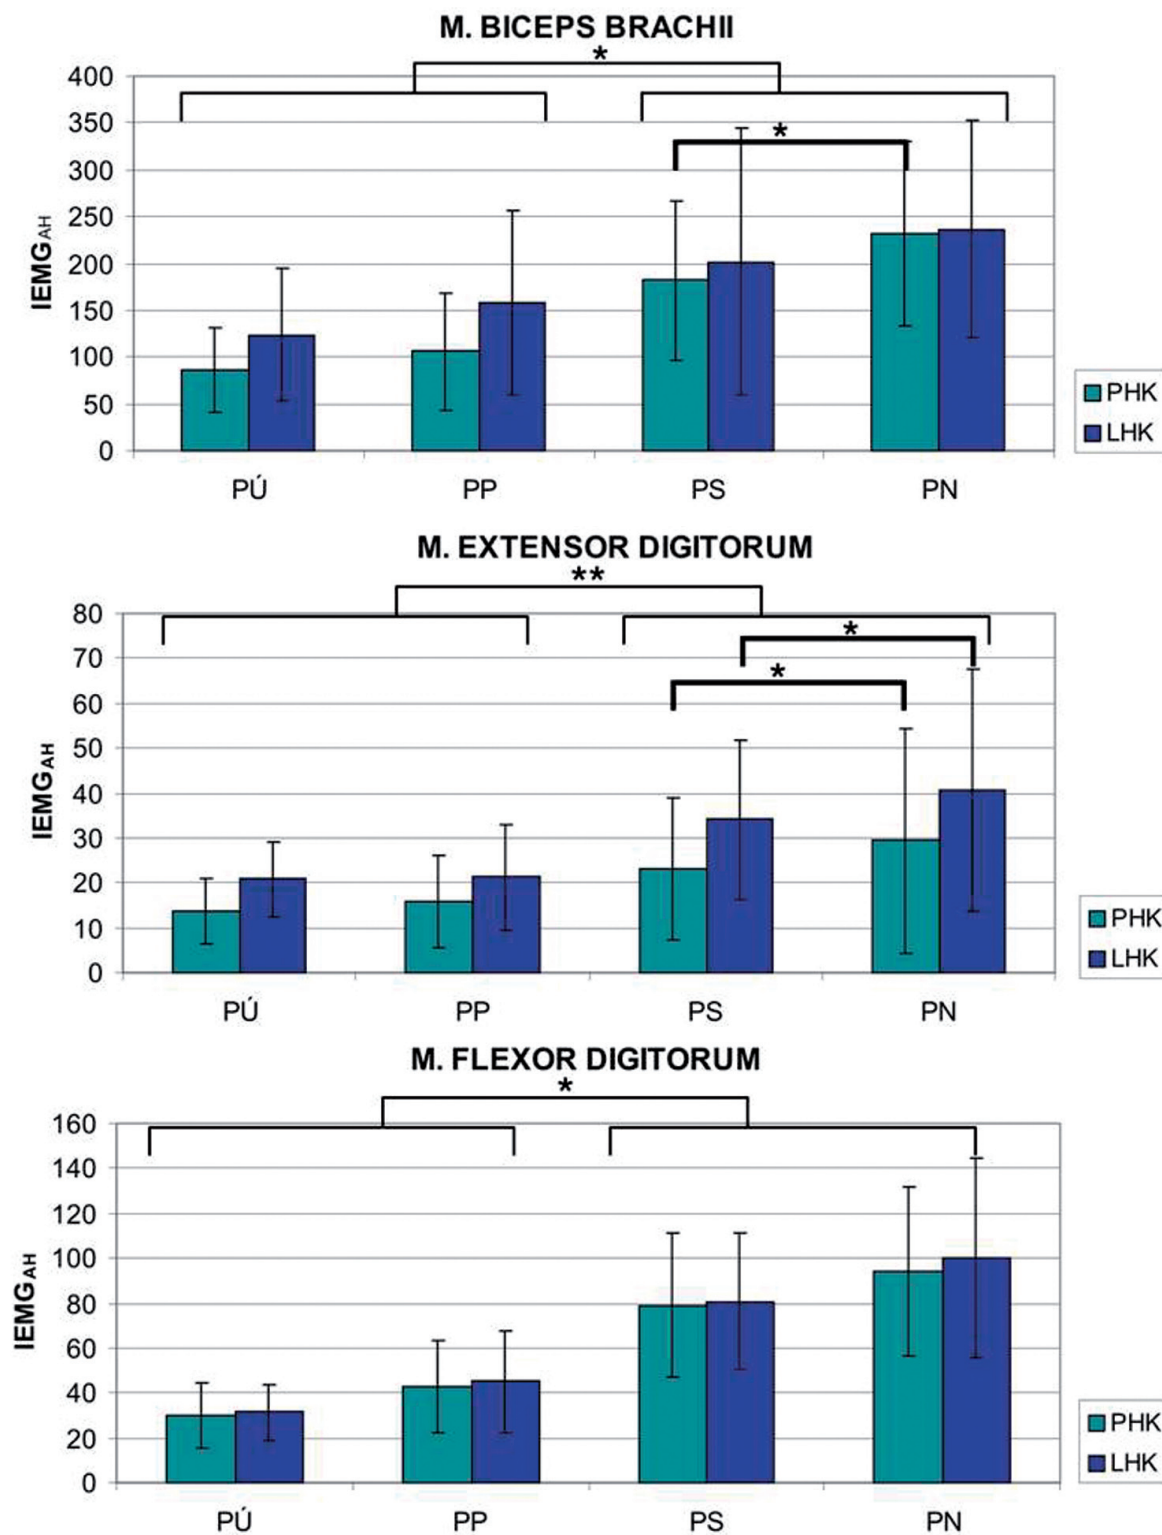 M. BICEPS BRACHII
*
400
350
*
300
250
200
150
100
50
0
IEMGAH
PÚ PP PS PN
PHK
LHK
M. EXTENSOR DIGITORUM
**
80
*
70
*
60
50
40
30
20
10
0
IEMGAH
PÚ PP PS PN
PHK
LHK
M. FLEXOR DIGITORUM
*
160
140
120
100
80
60
40
20
0
IEMGAH
PÚ PP PS PN
PHK
LHK